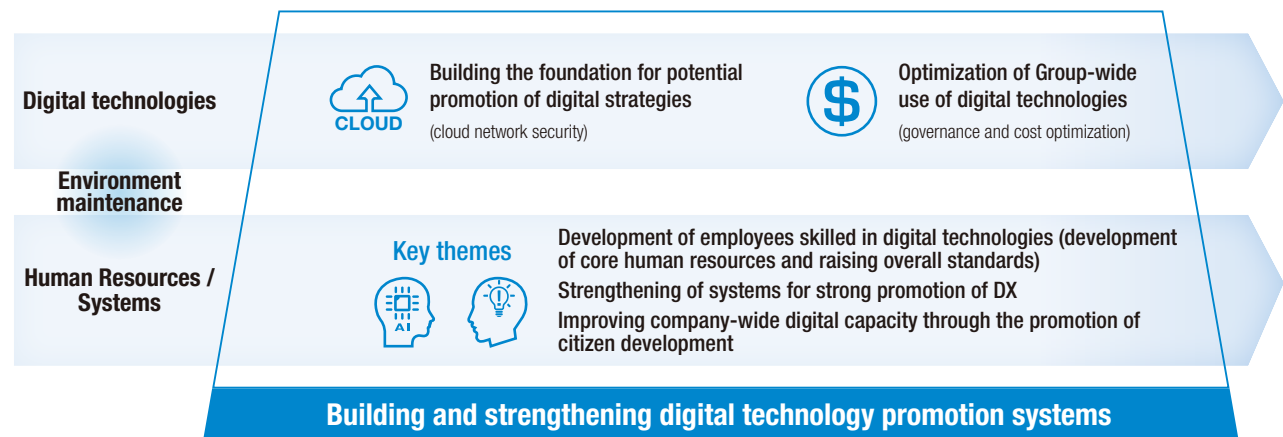 Digital technologies
CLOUD
Building the foundation for potential
promotion of digital strategies
(cloud network security)
$
Optimization of Group-wide
use of digital technologies
(governance and cost optimization)
Environment
maintenance
Human Resources /
Systems
Key themes
AI
Development of employees skilled in digital technologies (development
of core human resources and raising overall standards)
Strengthening of systems for strong promotion of DX
Improving company-wide digital capacity through the promotion of
citizen development
Building and strengthening digital technology promotion systems